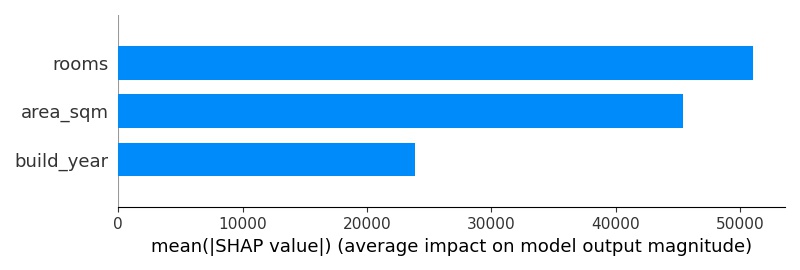 rooms
area_sqm
build_year
0 10000 20000 30000 40000 50000
mean(|SHAP value|) (average impact on model output magnitude)